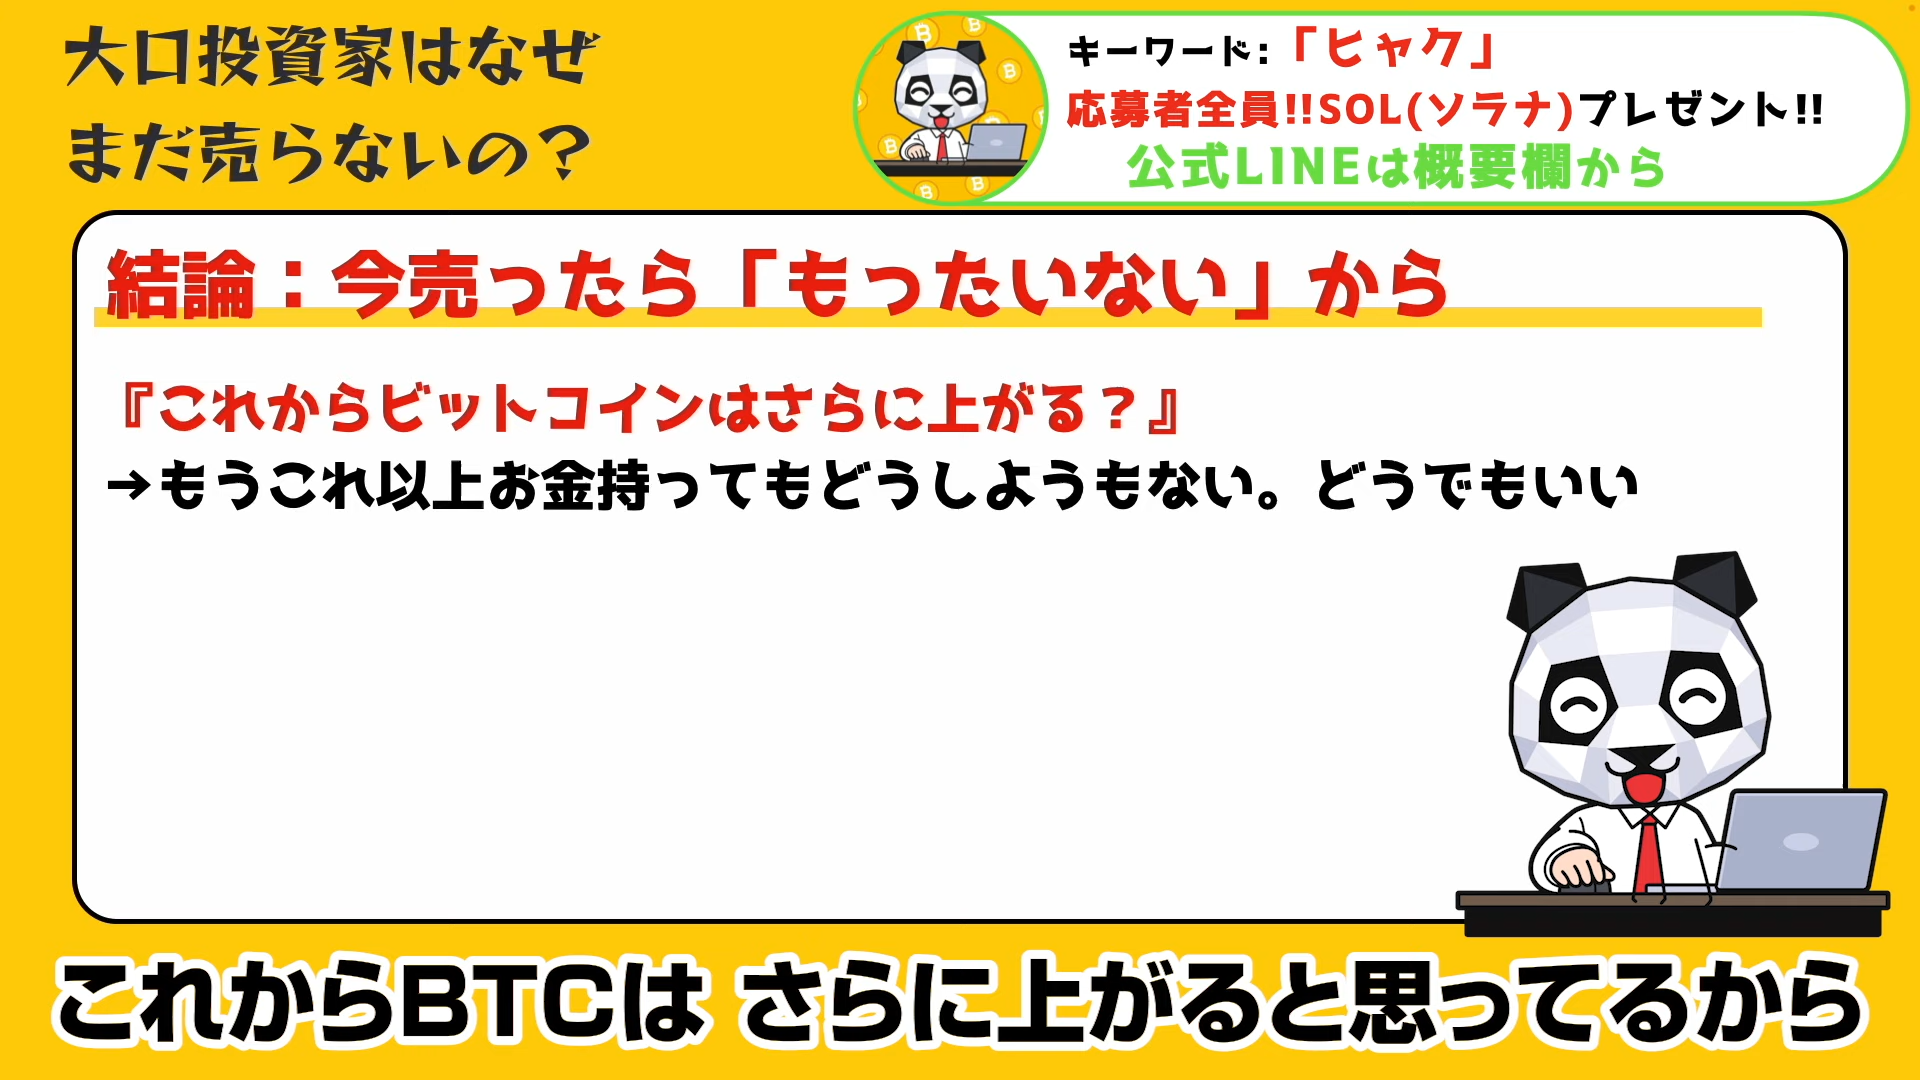 大口投資家はなぜ
まだ売らないの？
キーワード:「ヒャク」
応募者全員!!SOL(ソラナ)プレゼント!!
公式LINEは概要欄から
結論：今売ったら「もったいない」から
『これからビットコインはさらに上がる？』
→もうこれ以上お金持ってもどうしようもない。どうでもいい
これからBTCは さらに上がると思ってるから